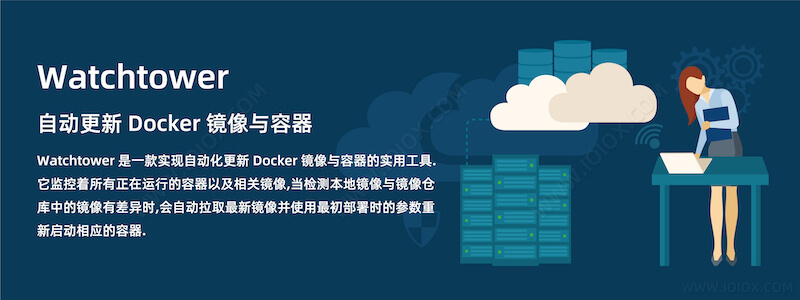 Watchtower
自动更新 Docker 镜像与容器
Watchtower 是一款实现自动化更新 Docker 镜像与容器的实用工具.
它监控着所有正在运行的容器以及相关镜像,当检测本地镜像与镜像仓
库中的镜像有差异时,会自动拉取最新镜像并使用最初部署时的参数重
新启动相应的容器.
WWW.IOIOX.COM